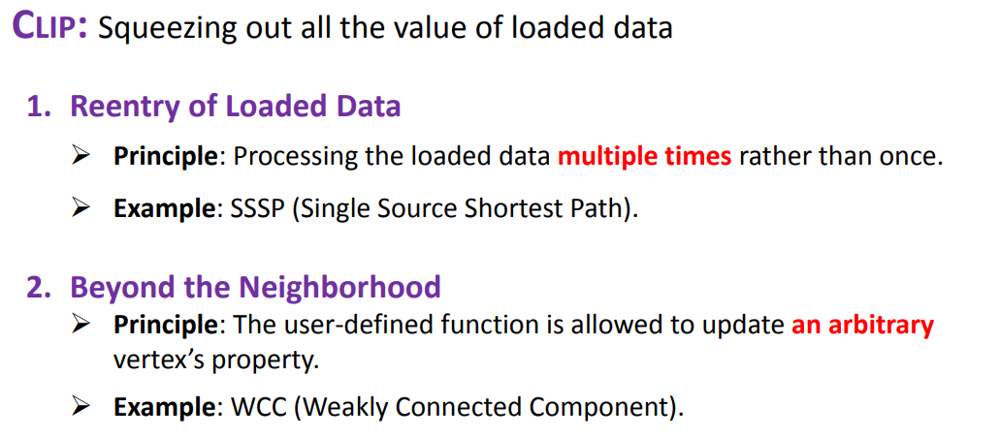 CLIP: Squeezing out all the value of loaded data
1. Reentry of Loaded Data
➢ Principle: Processing the loaded data multiple times rather than once.
➢ Example: SSSP (Single Source Shortest Path).
2. Beyond the Neighborhood
➢ Principle: The user-defined function is allowed to update an arbitrary
vertex’s property.
➢ Example: WCC (Weakly Connected Component).